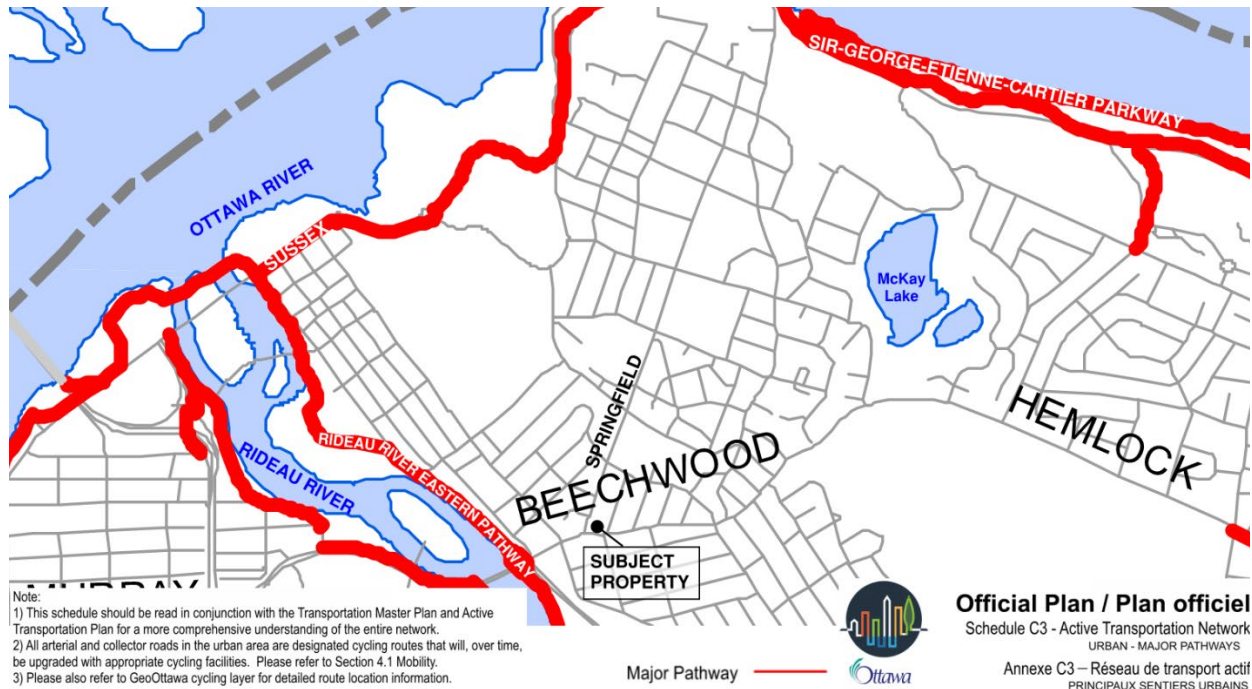 SIR-GEORGE-ETIENNE-CARTIER PARKWAY
OTTAWA RIVER
SUSSEX
McKay
Lake
SPRINGFIELD
HEMLOCK
BEECHWOOD
RIDEAU RIVER EASTERN PATHWAY
RIDEAU RIVER
SUBJECT
PROPERTY
MURRAY
Note:
1) This schedule should be read in conjunction with the Transportation Master Plan and Active
Transportation Plan for a more comprehensive understanding of the entire network.
2) All arterial and collector roads in the urban area are designated cycling routes that will, over time,
be upgraded with appropriate cycling facilities. Please refer to Section 4.1 Mobility.
3) Please also refer to GeoOttawa cycling layer for detailed route location information.
Major Pathway
Ottawa
Official Plan / Plan officiel
Schedule C3 - Active Transportation Network
URBAN - MAJOR PATHWAYS
Annexe C3 – Réseau de transport actif
PRINCIPAUX SENTIERS URBAINS